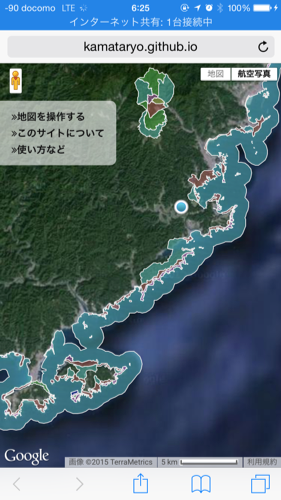 -90 docomo LTE 6:25 100%
インターネット共有: 1台接続中
kamataryo.github.io
地図 航空写真
»地図を操作する
»このサイトについて
»使い方など
Google
画像 ©2015 TerraMetrics 5 km 利用規約